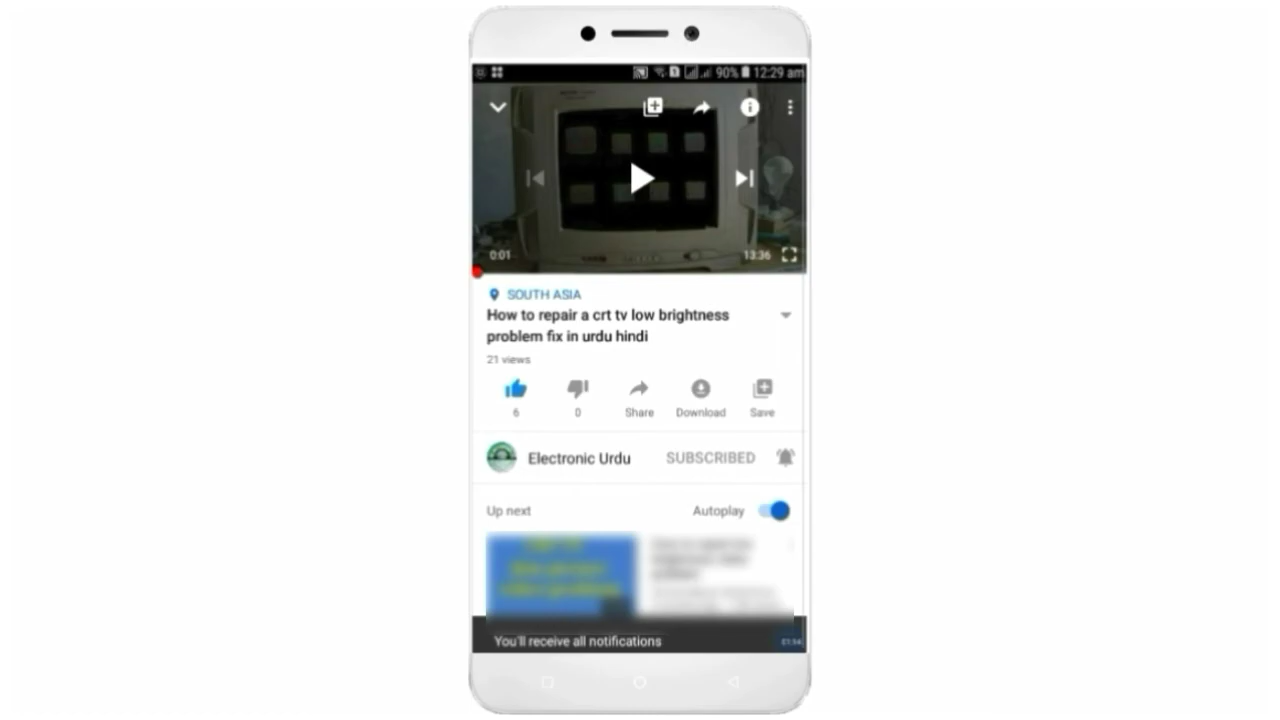 90% 12:29 am
0:01
13:36
SOUTH ASIA
How to repair a crt tv low brightness
problem fix in urdu hindi
21 views
6
0
Share
Download
Save
Electronic Urdu
SUBSCRIBED
Up next
Autoplay
You'll receive all notifications